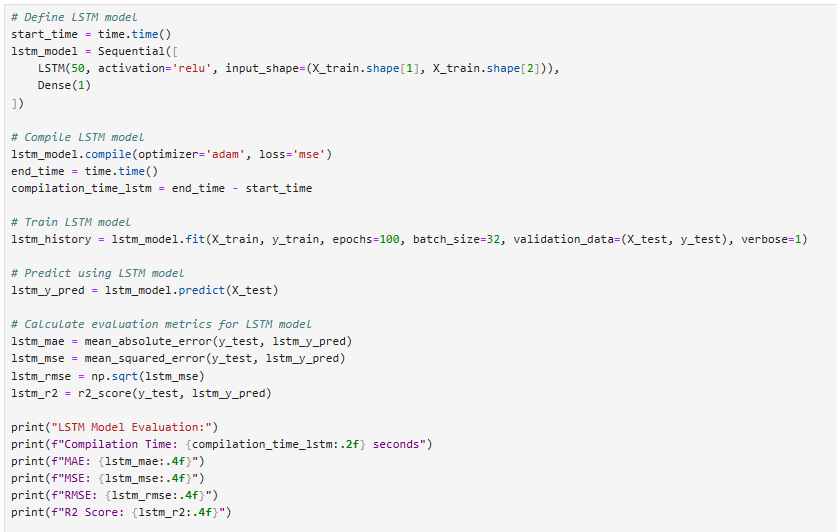 # Define LSTM model
start_time = time.time()
lstm_model = Sequential([
    LSTM(50, activation='relu', input_shape=(X_train.shape[1], X_train.shape[2])),
    Dense(1)
])

# Compile LSTM model
lstm_model.compile(optimizer='adam', loss='mse')
end_time = time.time()
compilation_time_lstm = end_time - start_time

# Train LSTM model
lstm_history = lstm_model.fit(X_train, y_train, epochs=100, batch_size=32, validation_data=(X_test, y_test), verbose=1)

# Predict using LSTM model
lstm_y_pred = lstm_model.predict(X_test)

# Calculate evaluation metrics for LSTM model
lstm_mae = mean_absolute_error(y_test, lstm_y_pred)
lstm_mse = mean_squared_error(y_test, lstm_y_pred)
lstm_rmse = np.sqrt(lstm_mse)
lstm_r2 = r2_score(y_test, lstm_y_pred)

print("LSTM Model Evaluation:")
print(f"Compilation Time: {compilation_time_lstm:.2f} seconds")
print(f"MAE: {lstm_mae:.4f}")
print(f"MSE: {lstm_mse:.4f}")
print(f"RMSE: {lstm_rmse:.4f}")
print(f"R2 Score: {lstm_r2:.4f}")